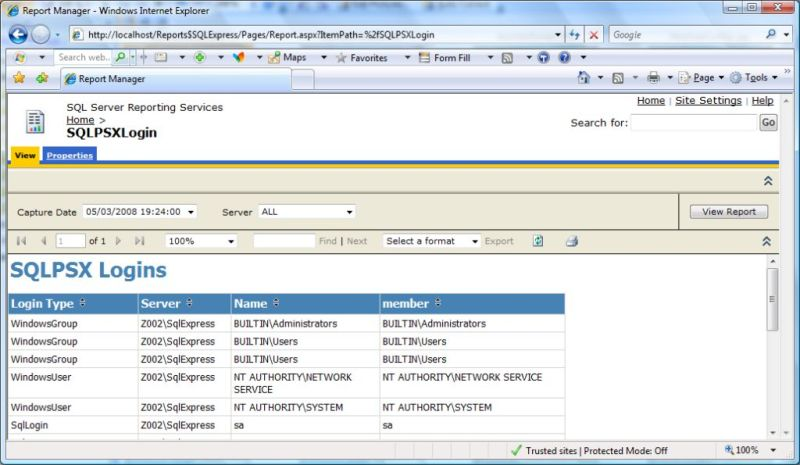 Report Manager - Windows Internet Explorer
http://localhost/Reports$SQLExpress/Pages/Report.aspx?ItemPath=%2fSQLPSXLogin
Google
Search web...
Maps
Favorites
Form Fill
Report Manager
Page
Tools
SQL Server Reporting Services
Home >
SQLPSXLogin
Home | Site Settings | Help
Search for:
Go
View
Properties
Capture Date 05/03/2008 19:24:00
Server ALL
View Report
1 of 1
100%
Find | Next
Select a format
Export
SQLPSX Logins
Login Type Server Name member
WindowsGroup Z002\SqlExpress BUILTIN\Administrators BUILTIN\Administrators
WindowsGroup Z002\SqlExpress BUILTIN\Users BUILTIN\Users
WindowsGroup Z002\SqlExpress BUILTIN\Users BUILTIN\Users
WindowsUser Z002\SqlExpress NT AUTHORITY\NETWORK NT AUTHORITY\NETWORK SERVICE
SERVICE
WindowsUser Z002\SqlExpress NT AUTHORITY\SYSTEM NT AUTHORITY\SYSTEM
SqlLogin Z002\SqlExpress sa sa
Trusted sites | Protected Mode: Off
100%